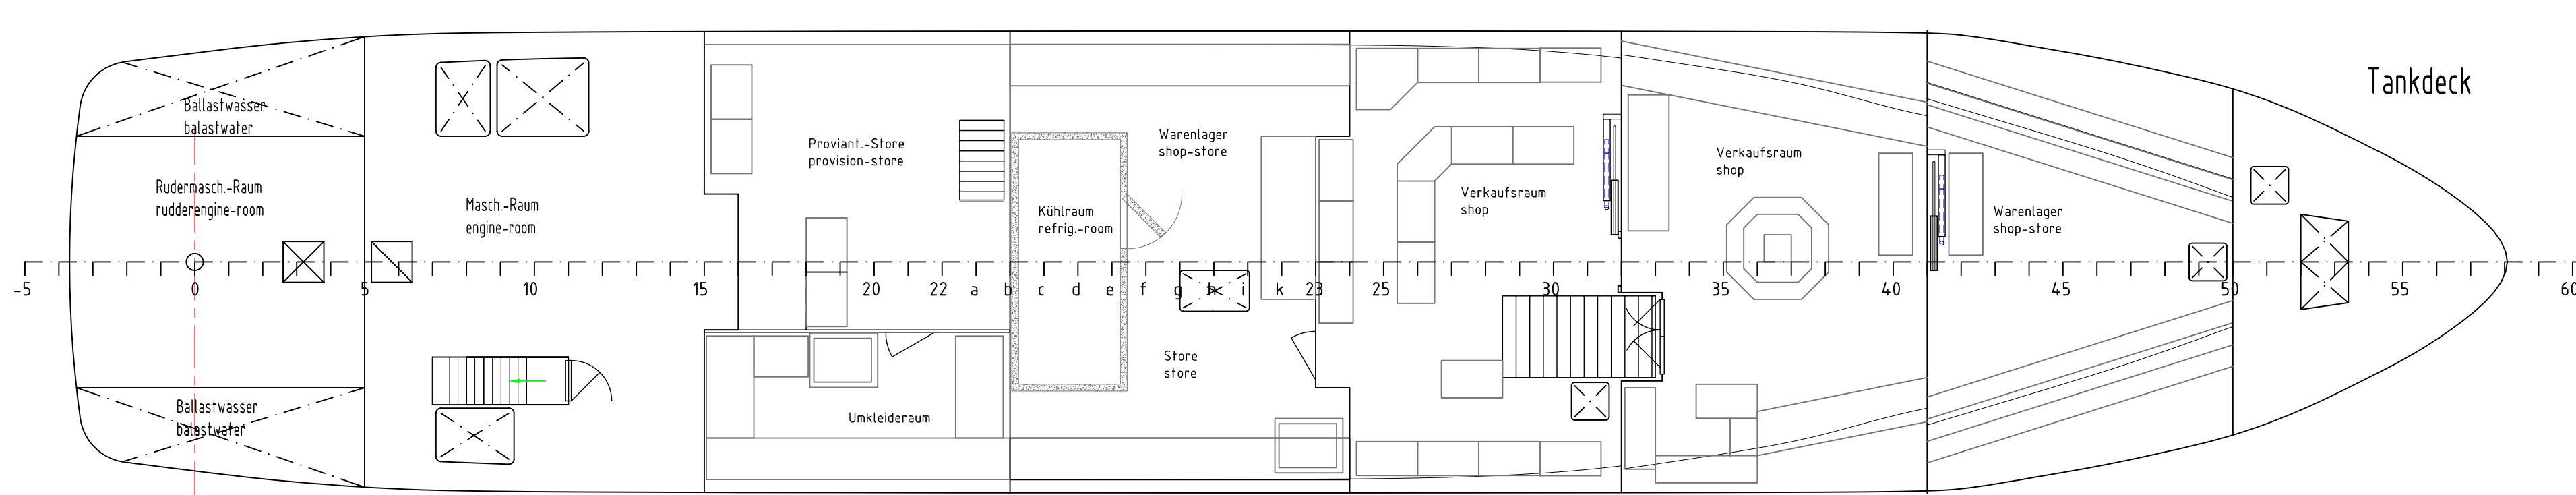 Tankdeck
Ballastwasser
balastwater
Rudermasch.-Raum
rudderengine-room
Masch.-Raum
engine-room
Proviant.-Store
provision-store
Kühlraum
refrig.-room
Warenlager
shop-store
Verkaufsraum
shop
Verkaufsraum
shop
Warenlager
shop-store
-5 0 5 10 15 20 22 a b c d e f g h i k 23 25 30 35 40 45 50 55 60
Store
store
Ballastwasser
balastwater
Umkleideraum